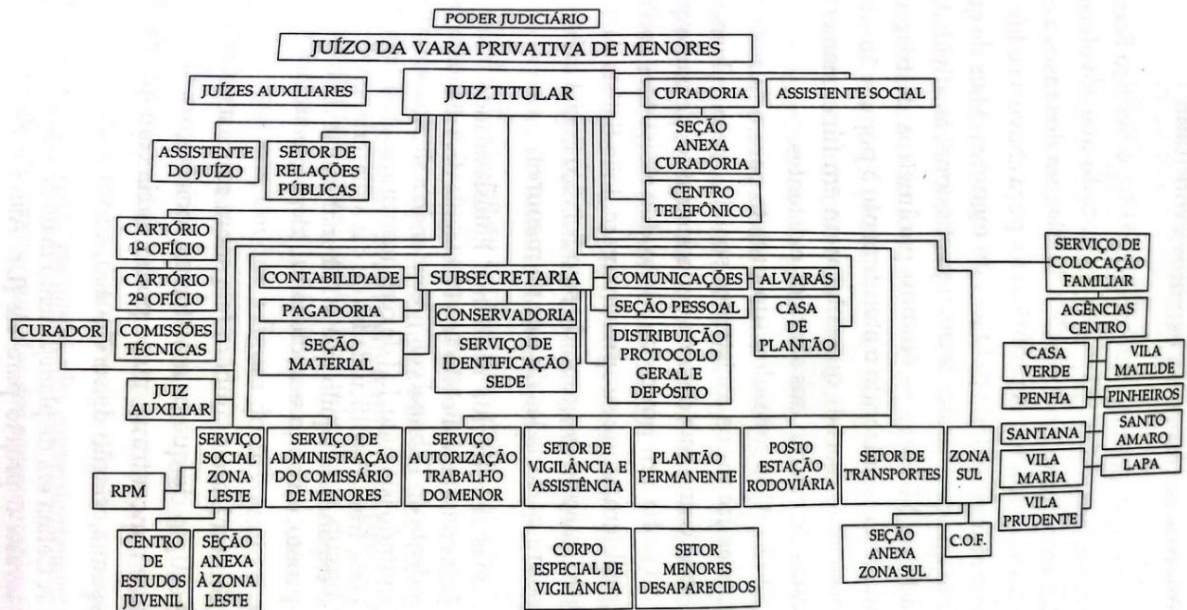 PODER JUDICIÁRIO
JUÍZO DA VARA PRIVATIVA DE MENORES
JUÍZES AUXILIARES
JUIZ TITULAR
CURADORIA
ASSISTENTE SOCIAL
ASSISTENTE
DO JUÍZO
SETOR DE
RELAÇÕES
PÚBLICAS
SEÇÃO
ANEXA
CURADORIA
CENTRO
TELEFÔNICO
CARTÓRIO
1º OFÍCIO
CARTÓRIO
2º OFÍCIO
CURADOR
COMISSÕES
TÉCNICAS
CONTABILIDADE
SUBSECRETARIA
COMUNICAÇÕES
ALVARÁS
PAGADORIA
CONSERVADORIA
SEÇÃO PESSOAL
CASA
DE
PLANTÃO
SEÇÃO
MATERIAL
SERVIÇO DE
IDENTIFICAÇÃO
SEDE
DISTRIBUIÇÃO
PROTOCOLO
GERAL E
DEPÓSITO
SERVIÇO DE
COLOCAÇÃO
FAMILIAR
AGÊNCIAS
CENTRO
CASA
VERDE
VILA
MATILDE
PENHA
PINHEIROS
SANTANA
SANTO
AMARO
VILA
MARIA
LAPA
VILA
PRUDENTE
JUIZ
AUXILIAR
SERVIÇO
SOCIAL
ZONA
LESTE
SERVIÇO DE
ADMINISTRAÇÃO
DO COMISSÁRIO
DE MENORES
SERVIÇO
AUTORIZAÇÃO
TRABALHO
DO MENOR
SETOR DE
VIGILÂNCIA E
ASSISTÊNCIA
PLANTÃO
PERMANENTE
POSTO
ESTAÇÃO
RODOVIÁRIA
SETOR DE
TRANSPORTES
ZONA
SUL
RPM
CENTRO
DE
ESTUDOS
JUVENIL
SEÇÃO
ANEXA
À ZONA
LESTE
CORPO
ESPECIAL DE
VIGILÂNCIA
SETOR
MENORES
DESAPARECIDOS
SEÇÃO
ANEXA
ZONA SUL
C.O.F.